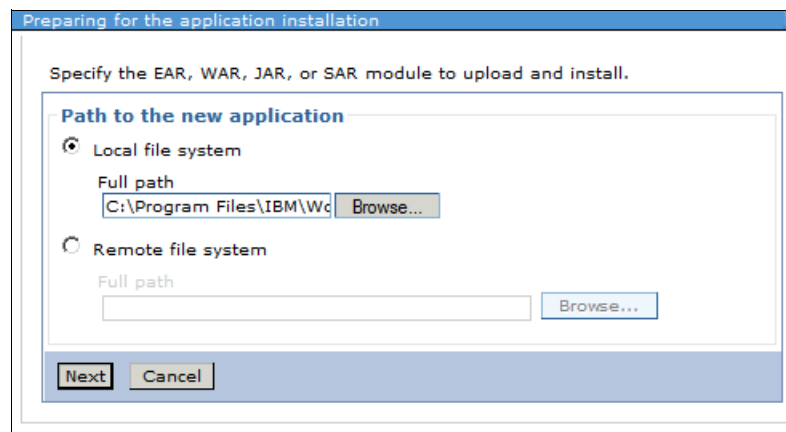 Preparing for the application installation
Specify the EAR, WAR, JAR, or SAR module to upload and install.
Path to the new application
Local file system
Full path
C:\Program Files\IBM\Wo Browse...
Remote file system
Full path
Browse...
Next Cancel